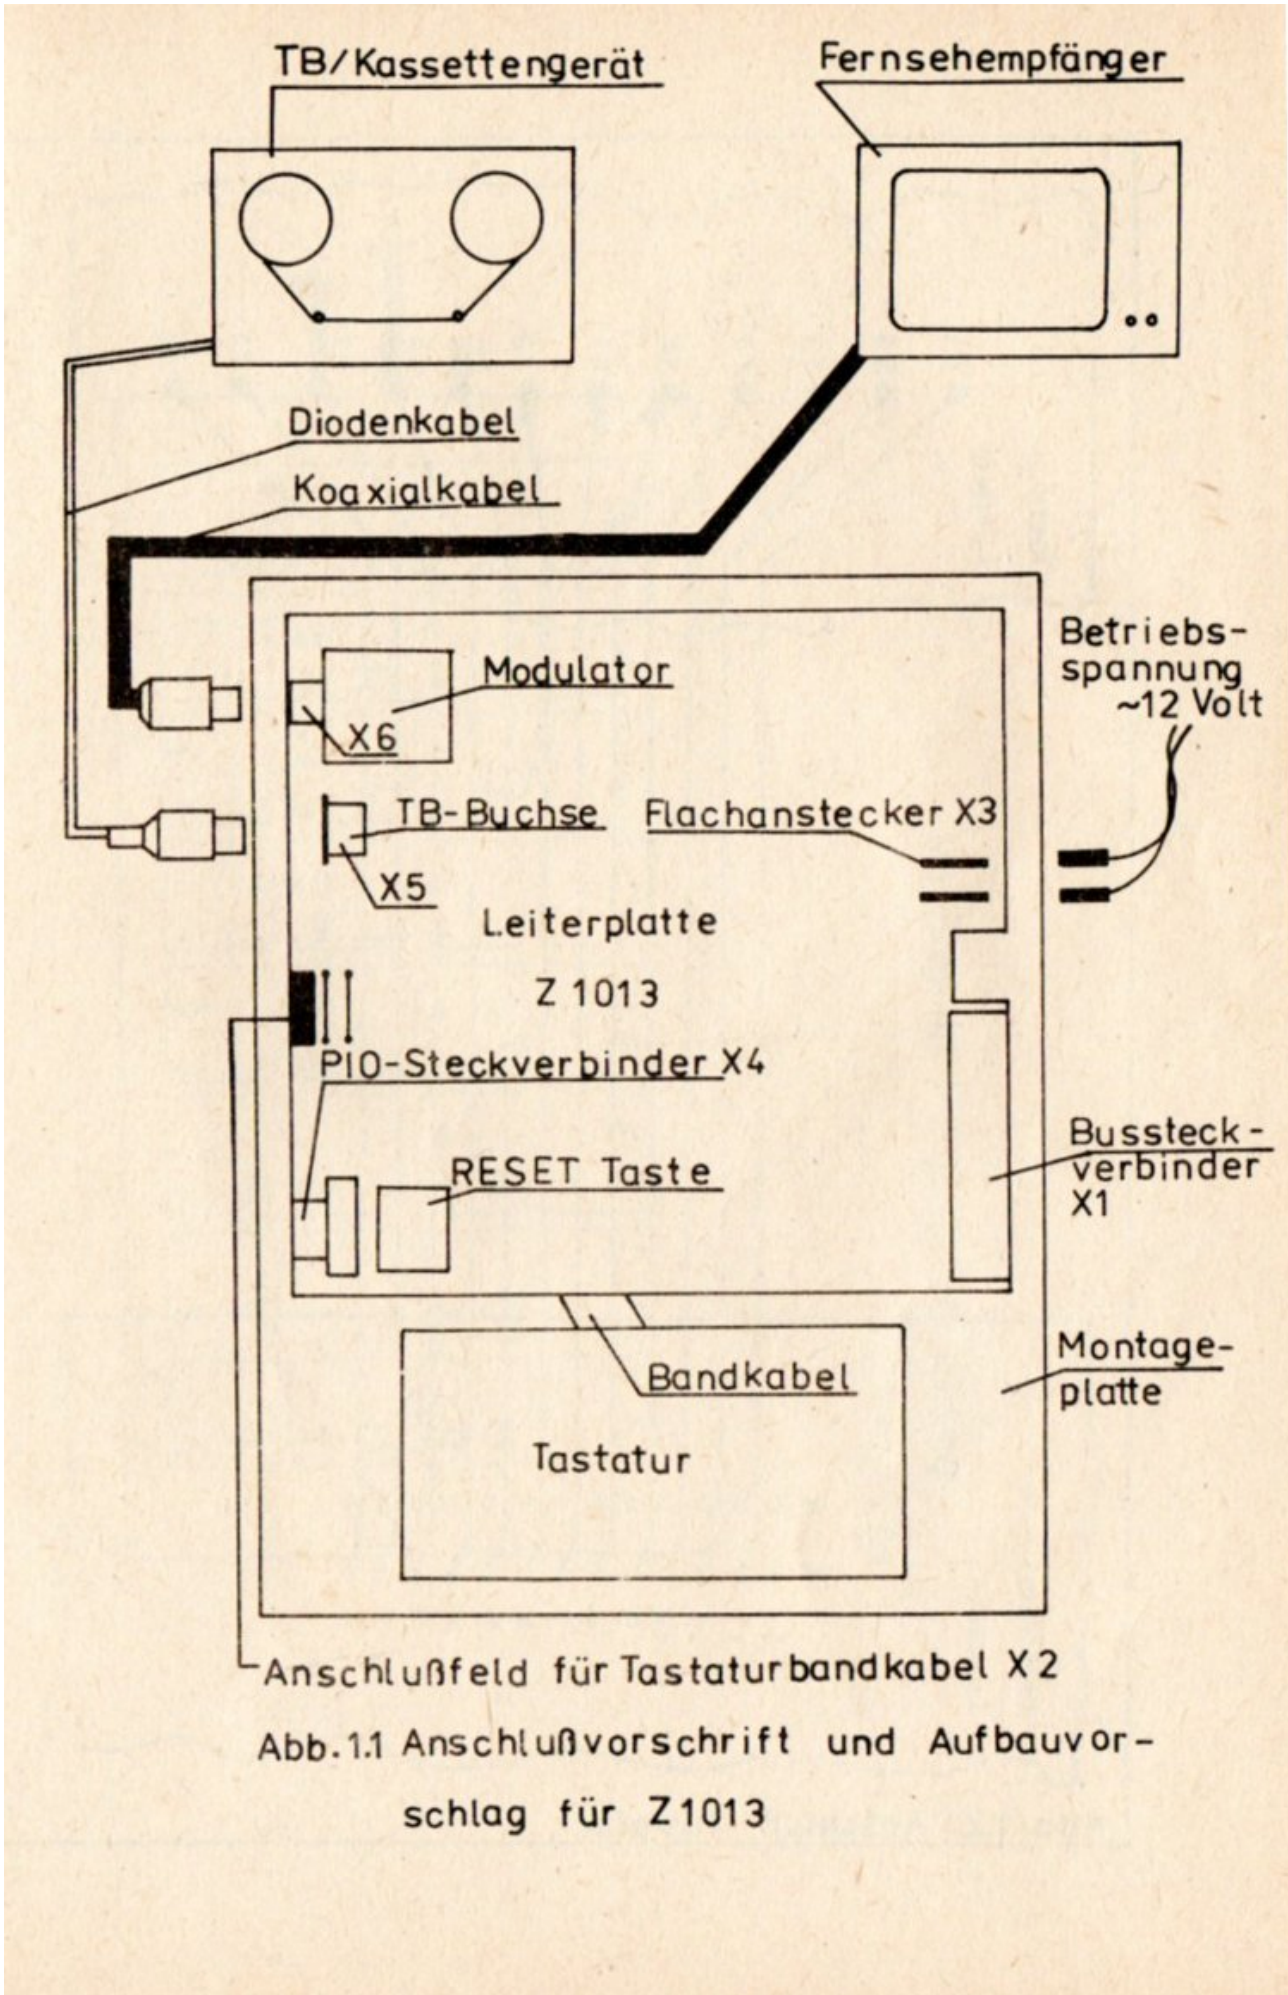 TB/Kassettengerät
Fernsehempfänger
Diodenkabel
Koaxialkabel
Betriebs-
spannung
~12 Volt
Modulator
X6
TB-Buchse
Flachanstecker X3
X5
Leiterplatte
Z 1013
PIO-Steckverbinder X4
RESET Taste
Bussteck-
verbinder
X1
Bandkabel
Montage-
platte
Tastatur
Anschlußfeld für Tastaturbandkabel X2
Abb.1.1 Anschlußvorschrift und Aufbauvor-
schlag für Z1013